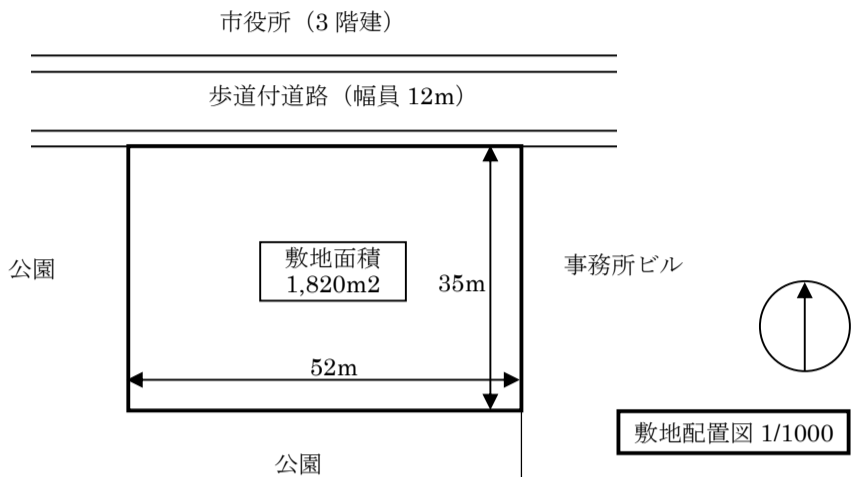 市役所（3 階建）
歩道付道路（幅員 12m）
敷地面積
1,820m2
公園
35m
事務所ビル
52m
敷地配置図 1/1000
公園